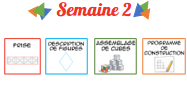 Semaine 2
FRISE
DESCRIPTION
DE FIGURES
ASSEMBLAGE
DE CUBES
PROGRAMME
DE
CONSTRUCTION